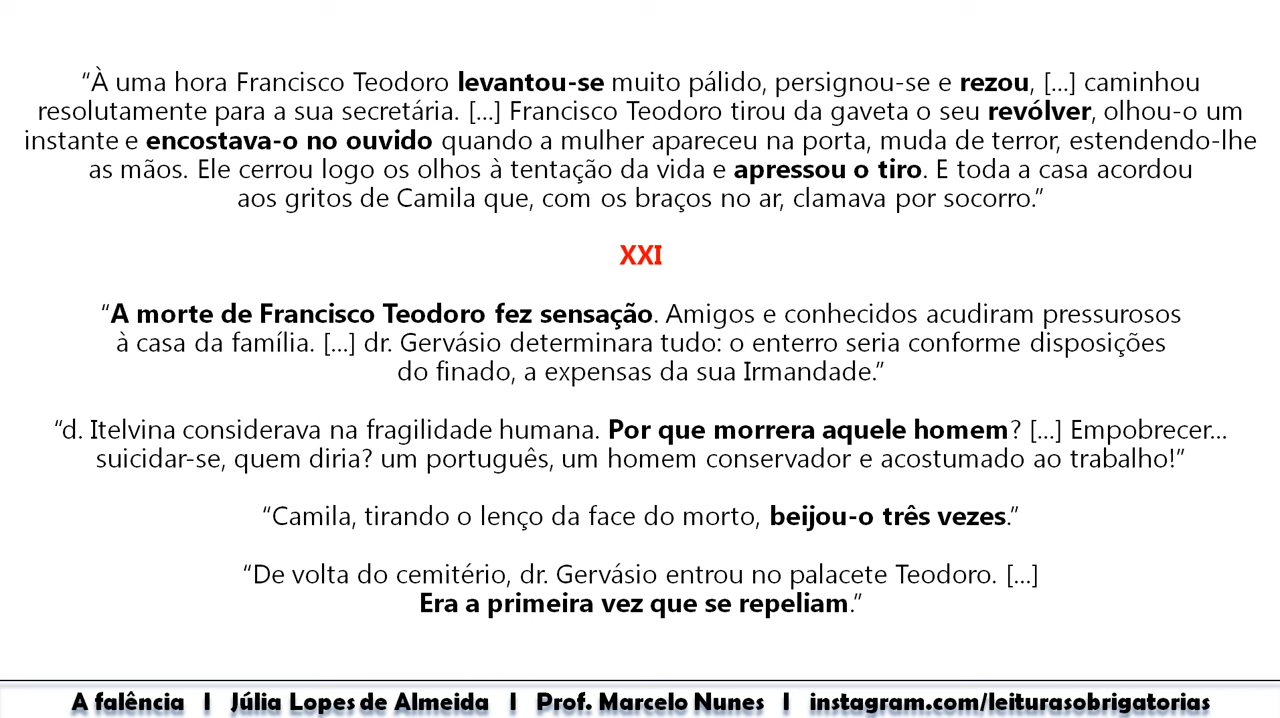 “À uma hora Francisco Teodoro levantou-se muito pálido, persignou-se e rezou, [...] caminhou
resolutamente para a sua secretária. [...] Francisco Teodoro tirou da gaveta o seu revólver, olhou-o um
instante e encostava-o no ouvido quando a mulher apareceu na porta, muda de terror, estendendo-lhe
as mãos. Ele cerrou logo os olhos à tentação da vida e apressou o tiro. E toda a casa acordou
aos gritos de Camila que, com os braços no ar, clamava por socorro.”
XXI
“A morte de Francisco Teodoro fez sensação. Amigos e conhecidos acudiram pressurosos
à casa da família. [...] dr. Gervásio determinara tudo: o enterro seria conforme disposições
do finado, a expensas da sua Irmandade.”
“d. Itelvina considerava na fragilidade humana. Por que morrera aquele homem? [...] Empobrecer...
suicidar-se, quem diria? um português, um homem conservador e acostumado ao trabalho!”
“Camila, tirando o lenço da face do morto, beijou-o três vezes.”
“De volta do cemitério, dr. Gervásio entrou no palacete Teodoro. [...]
Era a primeira vez que se repeliam.”
A falência I Júlia Lopes de Almeida I Prof. Marcelo Nunes I instagram.com/leiturasobrigatorias